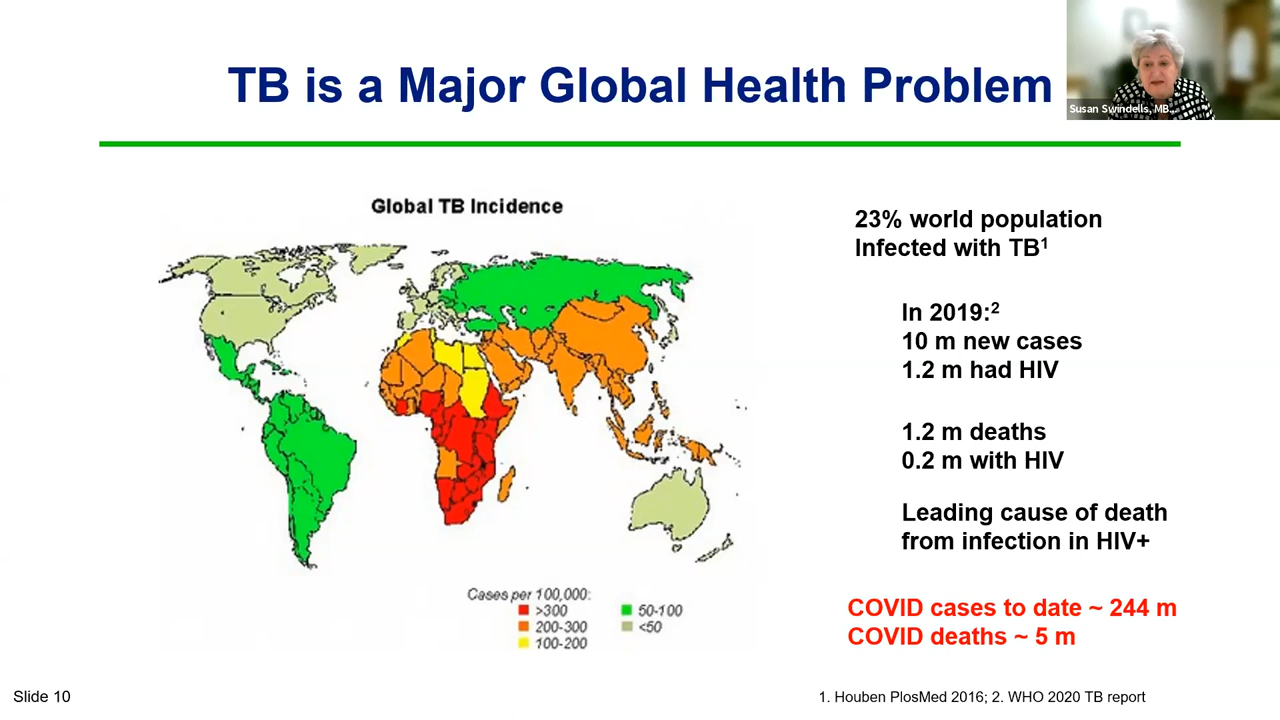 TB is a Major Global Health Problem
Susan Swindells, MB...
Global TB Incidence
Cases per 100,000:
>300
200-300
100-200
50-100
<50
23% world population
Infected with TB¹
In 2019:²
10 m new cases
1.2 m had HIV
1.2 m deaths
0.2 m with HIV
Leading cause of death
from infection in HIV+
COVID cases to date ~ 244 m
COVID deaths ~ 5 m
Slide 10
1. Houben PlosMed 2016; 2. WHO 2020 TB report